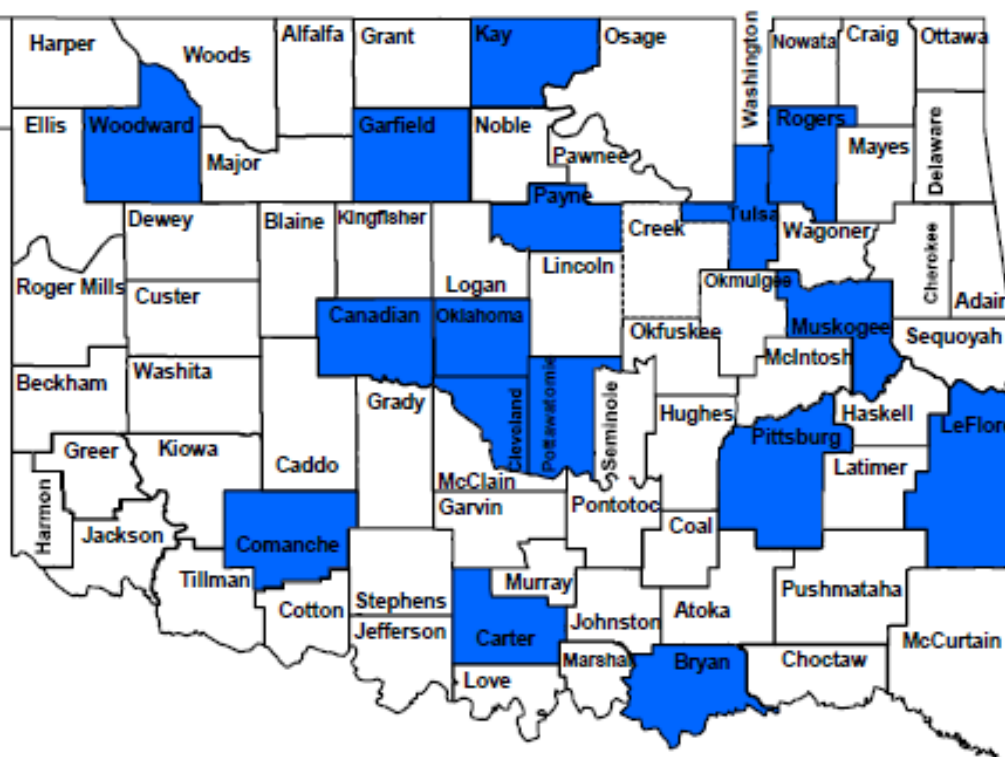 Harper
Woods
Alfalfa
Grant
Kay
Osage
Washington
Nowata
Craig
Ottawa
Ellis
Woodward
Major
Garfield
Noble
Pawnee
Rogers
Mayes
Delaware
Payne
Tulsa
Dewey
Blaine
Kingfisher
Logan
Lincoln
Creek
Wagoner
Cherokee
Adair
Roger Mills
Custer
Canadian
Oklahoma
Okmulgee
Okfuskee
Muskogee
Sequoyah
McIntosh
Beckham
Washita
Grady
Cleveland
Pottawatomie
Seminole
Hughes
Haskell
Pittsburg
LeFlore
Greer
Kiowa
Caddo
McClain
Latimer
Harmon
Jackson
Garvin
Pontotoc
Coal
Comanche
Tillman
Cotton
Stephens
Murray
Johnston
Atoka
Pushmataha
McCurtain
Jefferson
Carter
Love
Marshal
Bryan
Choctaw